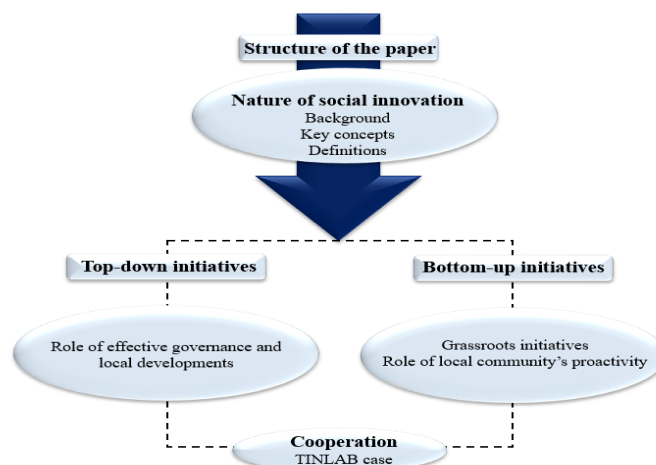 Structure of the paper
Nature of social innovation
Background
Key concepts
Definitions
Top-down initiatives
Bottom-up initiatives
Role of effective governance and
local developments
Grassroots initiatives
Role of local community's proactivity
Cooperation
TINLAB case